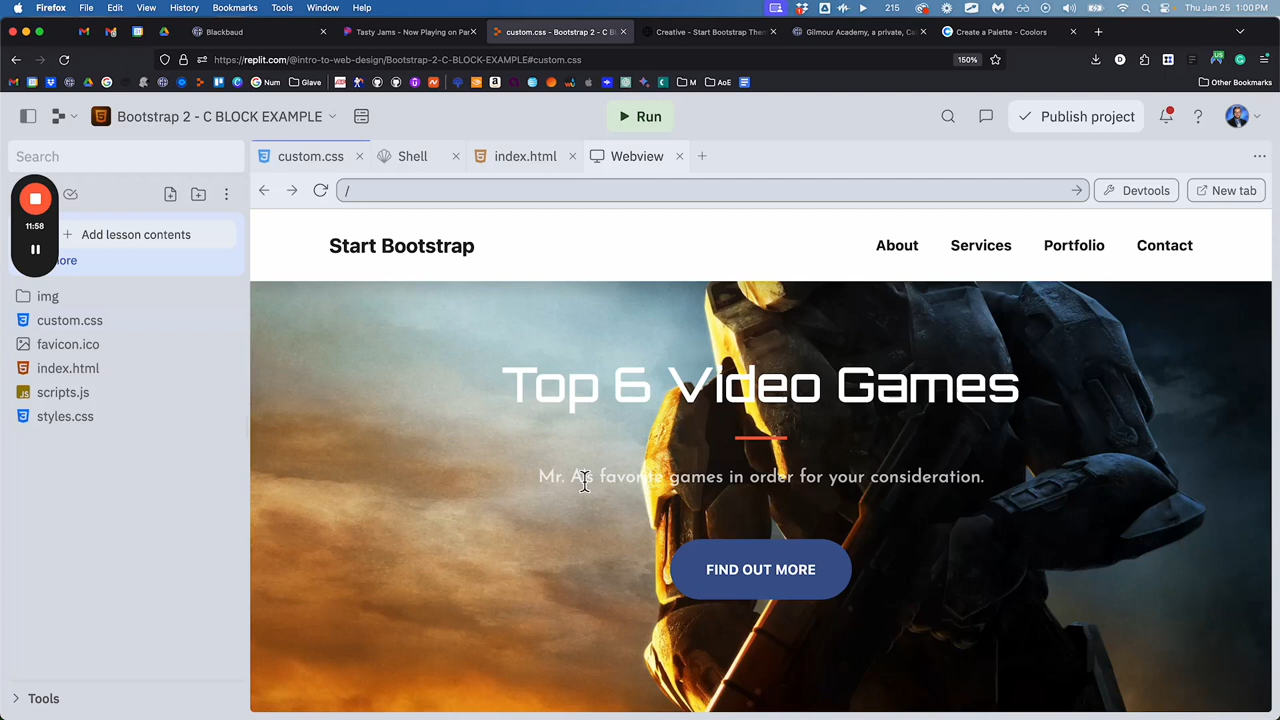 Firefox File Edit View History Bookmarks Tools Window Help 215 Thu Jan 25 1:00 PM
Blackbaud Tasty Jams - Now Playing on Pan custom.css - Bootstrap 2 - C BL Creative - Start Bootstrap Them Gilmour Academy, a private, Ca Create a Palette - Coolors
https://replit.com/@intro-to-web-design/Bootstrap-2-C-BLOCK-EXAMPLE#custom.css 150%
Num Glave M AoE Other Bookmarks
Bootstrap 2 - C BLOCK EXAMPLE Run Publish project
Search custom.css Shell index.html Webview
/ Devtools New tab
11:58
Add lesson contents
Start Bootstrap About Services Portfolio Contact
img
custom.css
favicon.ico
index.html
scripts.js
styles.css
Top 6 Video Games
Mr. A's favorite games in order for your consideration.
FIND OUT MORE
Tools